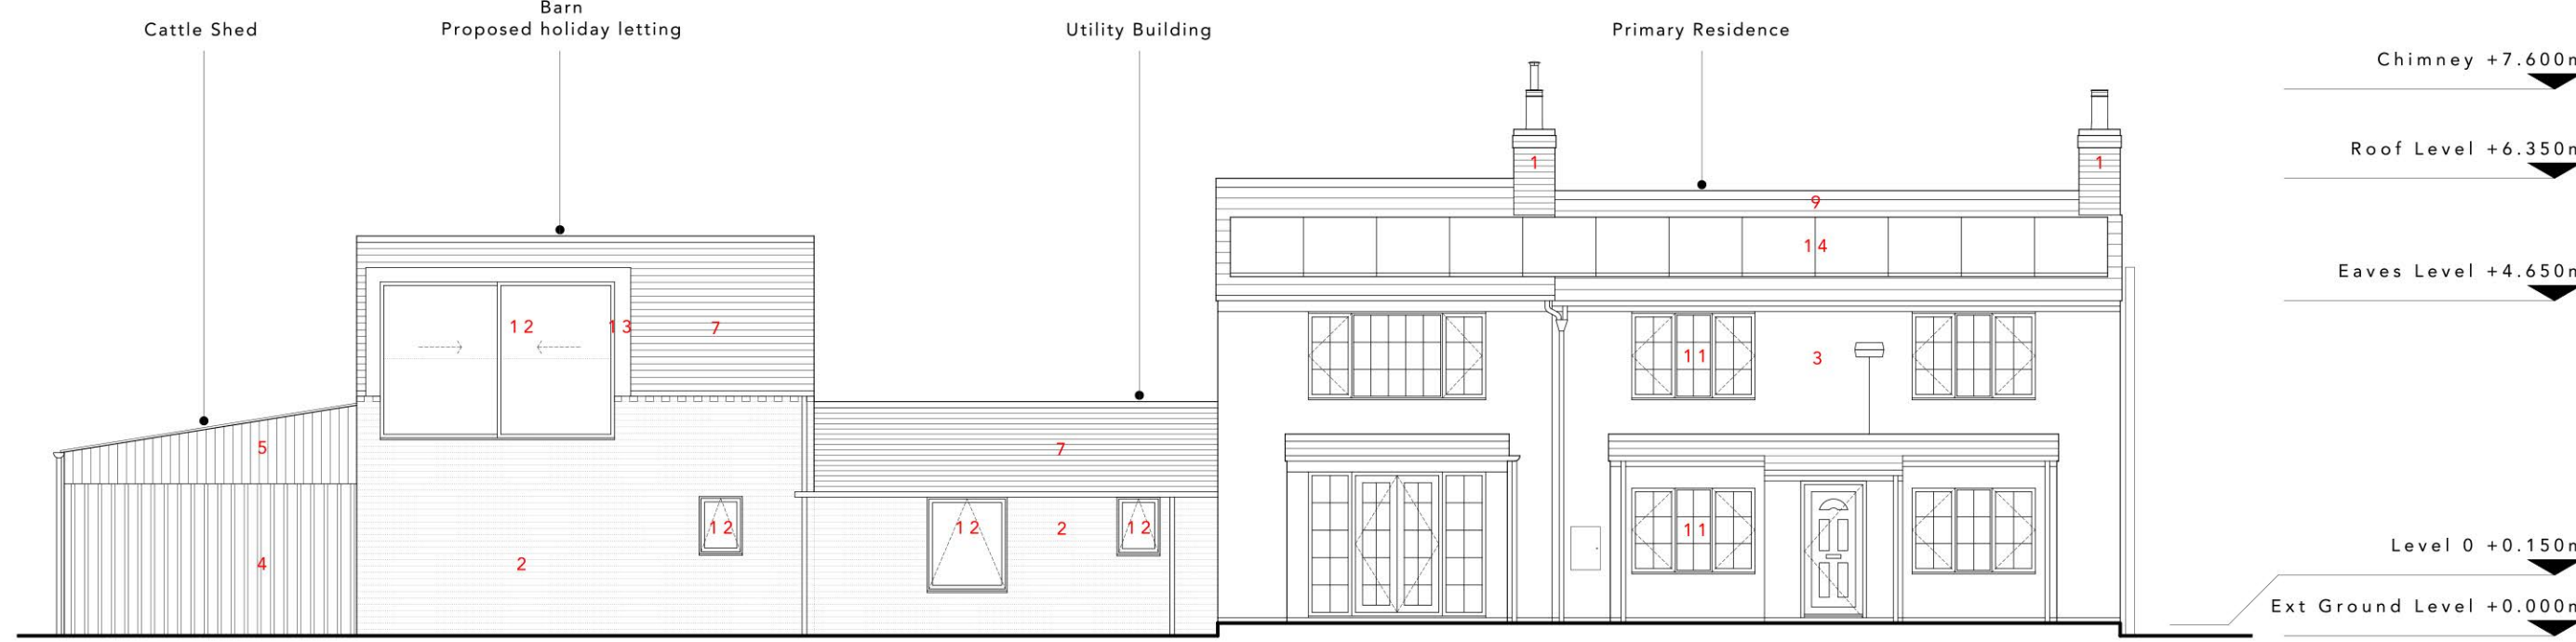 Barn
Cattle Shed
Proposed holiday letting
Utility Building
Primary Residence
Chimney +7.600m
Roof Level +6.350m
Eaves Level +4.650m
Level 0 +0.150m
Ext Ground Level +0.000m
1
1
9
14
12
13
7
11
3
5
7
12
12
2
12
11
4
2